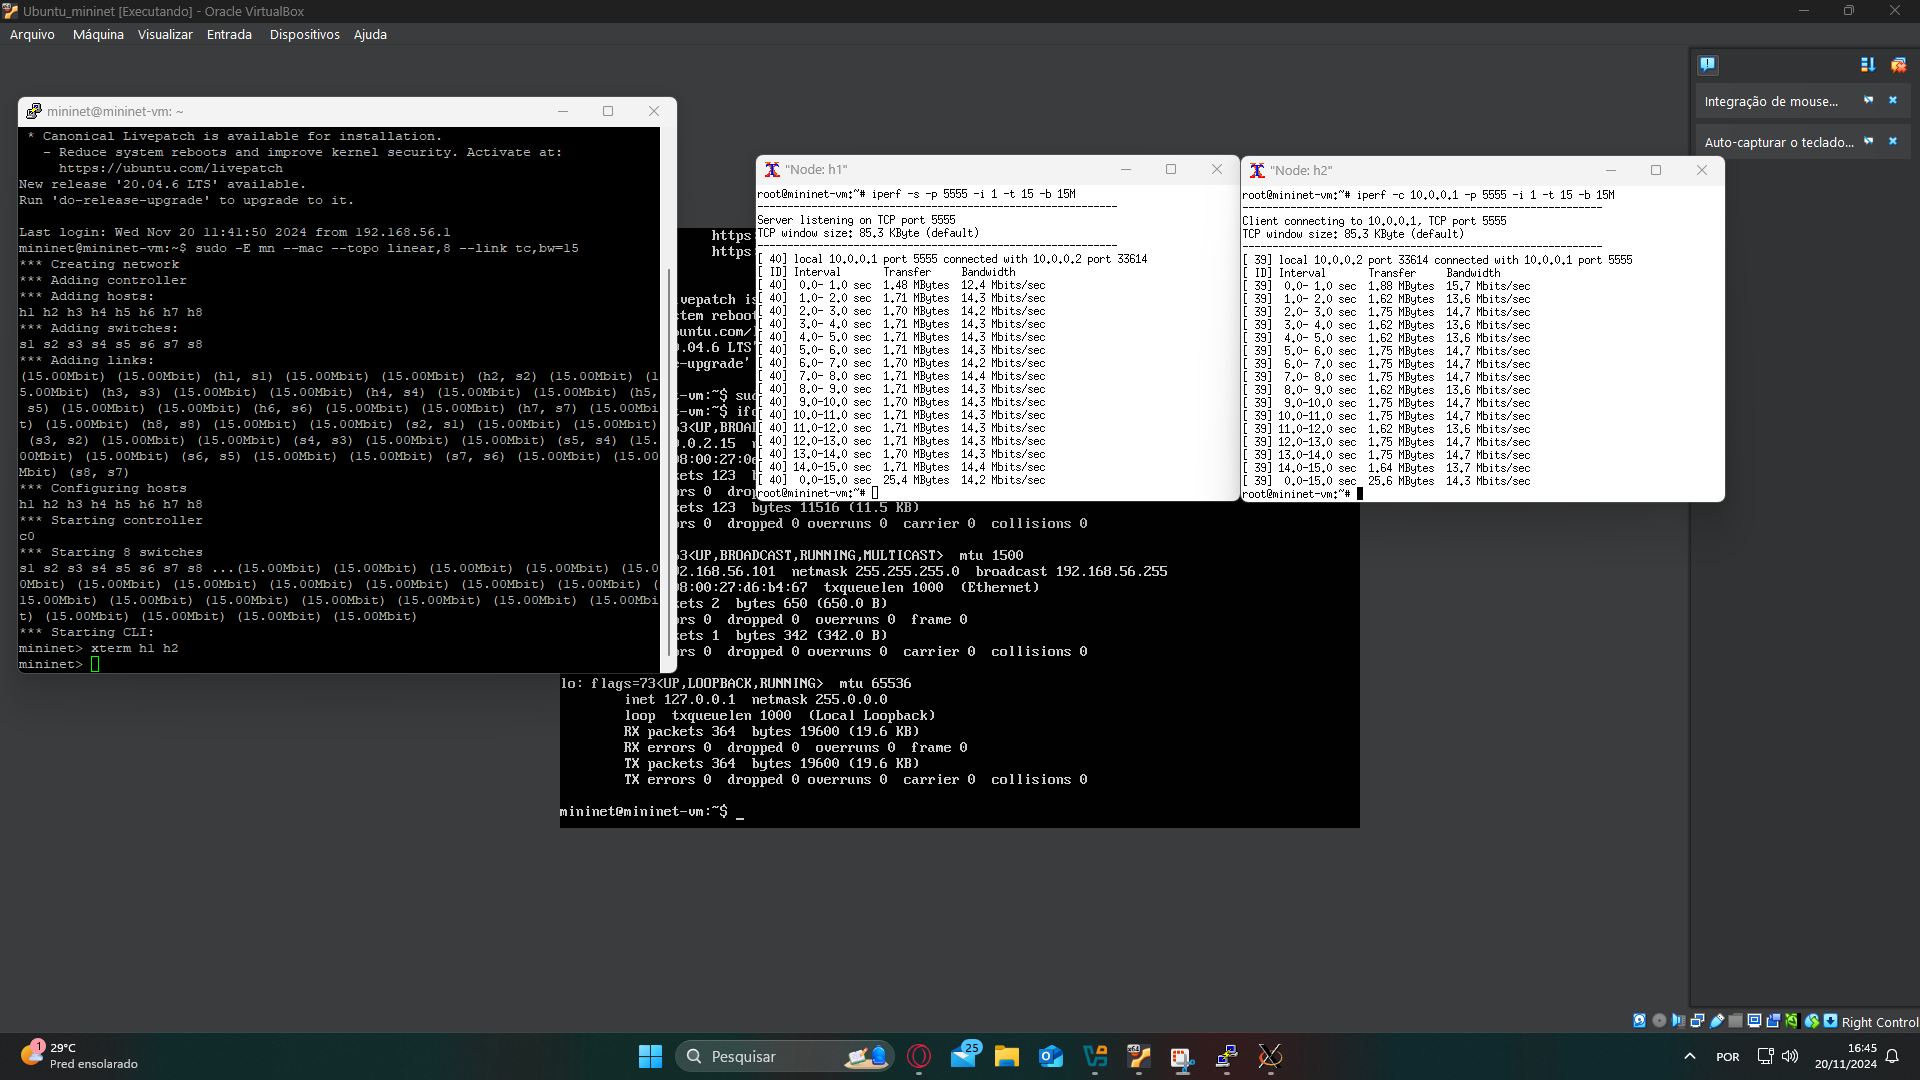 Ubuntu_mininet [Executando] - Oracle VirtualBox
Arquivo Máquina Visualizar Entrada Dispositivos Ajuda
Integração de mouse...
Auto-capturar o teclado...
mininet@mininet-vm: ~
* Canonical Livepatch is available for installation.
- Reduce system reboots and improve kernel security. Activate at:
https://ubuntu.com/livepatch
New release '20.04.6 LTS' available.
Run 'do-release-upgrade' to upgrade to it.
Last login: Wed Nov 20 11:41:50 2024 from 192.168.56.1
mininet@mininet-vm:~$ sudo -E mn --mac --topo linear,8 --link tc,bw=15
*** Creating network
*** Adding controller
*** Adding hosts:
h1 h2 h3 h4 h5 h6 h7 h8
*** Adding switches:
s1 s2 s3 s4 s5 s6 s7 s8
*** Adding links:
(15.00Mbit) (15.00Mbit) (h1, s1) (15.00Mbit) (15.00Mbit) (h2, s2) (15.00Mbit) (1
5.00Mbit) (h3, s3) (15.00Mbit) (15.00Mbit) (h4, s4) (15.00Mbit) (15.00Mbit) (h5,
s5) (15.00Mbit) (15.00Mbit) (h6, s6) (15.00Mbit) (15.00Mbit) (h7, s7) (15.00Mbi
t) (15.00Mbit) (h8, s8) (15.00Mbit) (15.00Mbit) (s2, s1) (15.00Mbit) (15.00Mbit)
(s3, s2) (15.00Mbit) (15.00Mbit) (s4, s3) (15.00Mbit) (15.00Mbit) (s5, s4) (15.
00Mbit) (15.00Mbit) (s6, s5) (15.00Mbit) (15.00Mbit) (s7, s6) (15.00Mbit) (15.00
Mbit) (s8, s7)
*** Configuring hosts
h1 h2 h3 h4 h5 h6 h7 h8
*** Starting controller
c0
*** Starting 8 switches
s1 s2 s3 s4 s5 s6 s7 s8 ...(15.00Mbit) (15.00Mbit) (15.00Mbit) (15.00Mbit) (15.0
0Mbit) (15.00Mbit) (15.00Mbit) (15.00Mbit) (15.00Mbit) (15.00Mbit) (15.00Mbit) (
15.00Mbit) (15.00Mbit) (15.00Mbit) (15.00Mbit) (15.00Mbit) (15.00Mbit) (15.00Mbi
t) (15.00Mbit) (15.00Mbit) (15.00Mbit) (15.00Mbit)
*** Starting CLI:
mininet> xterm h1 h2
mininet>
"Node: h1"
root@mininet-vm:~# iperf -s -p 5555 -i 1 -t 15 -b 15M
------------------------------------------------------------
Server listening on TCP port 5555
TCP window size: 85.3 KByte (default)
------------------------------------------------------------
[ 40] local 10.0.0.1 port 5555 connected with 10.0.0.2 port 33614
[ ID] Interval Transfer Bandwidth
[ 40] 0.0- 1.0 sec 1.48 MBytes 12.4 Mbits/sec
[ 40] 1.0- 2.0 sec 1.71 MBytes 14.3 Mbits/sec
[ 40] 2.0- 3.0 sec 1.70 MBytes 14.2 Mbits/sec
[ 40] 3.0- 4.0 sec 1.71 MBytes 14.3 Mbits/sec
[ 40] 4.0- 5.0 sec 1.71 MBytes 14.3 Mbits/sec
[ 40] 5.0- 6.0 sec 1.71 MBytes 14.3 Mbits/sec
[ 40] 6.0- 7.0 sec 1.70 MBytes 14.2 Mbits/sec
[ 40] 7.0- 8.0 sec 1.71 MBytes 14.4 Mbits/sec
[ 40] 8.0- 9.0 sec 1.71 MBytes 14.3 Mbits/sec
[ 40] 9.0-10.0 sec 1.70 MBytes 14.3 Mbits/sec
[ 40] 10.0-11.0 sec 1.71 MBytes 14.3 Mbits/sec
[ 40] 11.0-12.0 sec 1.71 MBytes 14.3 Mbits/sec
[ 40] 12.0-13.0 sec 1.71 MBytes 14.3 Mbits/sec
[ 40] 13.0-14.0 sec 1.70 MBytes 14.3 Mbits/sec
[ 40] 14.0-15.0 sec 1.71 MBytes 14.4 Mbits/sec
[ 40] 0.0-15.0 sec 25.4 MBytes 14.2 Mbits/sec
root@mininet-vm:~#
"Node: h2"
root@mininet-vm:~# iperf -c 10.0.0.1 -p 5555 -i 1 -t 15 -b 15M
------------------------------------------------------------
Client connecting to 10.0.0.1, TCP port 5555
TCP window size: 85.3 KByte (default)
------------------------------------------------------------
[ 39] local 10.0.0.2 port 33614 connected with 10.0.0.1 port 5555
[ ID] Interval Transfer Bandwidth
[ 39] 0.0- 1.0 sec 1.88 MBytes 15.7 Mbits/sec
[ 39] 1.0- 2.0 sec 1.62 MBytes 13.6 Mbits/sec
[ 39] 2.0- 3.0 sec 1.75 MBytes 14.7 Mbits/sec
[ 39] 3.0- 4.0 sec 1.62 MBytes 13.6 Mbits/sec
[ 39] 4.0- 5.0 sec 1.62 MBytes 13.6 Mbits/sec
[ 39] 5.0- 6.0 sec 1.75 MBytes 14.7 Mbits/sec
[ 39] 6.0- 7.0 sec 1.75 MBytes 14.7 Mbits/sec
[ 39] 7.0- 8.0 sec 1.75 MBytes 14.7 Mbits/sec
[ 39] 8.0- 9.0 sec 1.62 MBytes 13.6 Mbits/sec
[ 39] 9.0-10.0 sec 1.75 MBytes 14.7 Mbits/sec
[ 39] 10.0-11.0 sec 1.75 MBytes 14.7 Mbits/sec
[ 39] 11.0-12.0 sec 1.62 MBytes 13.6 Mbits/sec
[ 39] 12.0-13.0 sec 1.75 MBytes 14.7 Mbits/sec
[ 39] 13.0-14.0 sec 1.75 MBytes 14.7 Mbits/sec
[ 39] 14.0-15.0 sec 1.64 MBytes 13.7 Mbits/sec
[ 39] 0.0-15.0 sec 25.6 MBytes 14.3 Mbits/sec
root@mininet-vm:~#
https:
https:
ivepatch is
tem reboot
untu.com/
.04.6 LTS'
e-upgrade'
-vm:~$ sud
-vm:~$ ifc
63<UP,BROAD
.0.2.15
08:00:27:0e
kets 123
ors 0 drop
kets 123 bytes 11516 (11.5 KB)
ors 0 dropped 0 overruns 0 carrier 0 collisions 0
63<UP,BROADCAST,RUNNING,MULTICAST> mtu 1500
92.168.56.101 netmask 255.255.255.0 broadcast 192.168.56.255
08:00:27:d6:b4:67 txqueuelen 1000 (Ethernet)
kets 2 bytes 650 (650.0 B)
ors 0 dropped 0 overruns 0 frame 0
kets 1 bytes 342 (342.0 B)
ors 0 dropped 0 overruns 0 carrier 0 collisions 0
lo: flags=73<UP,LOOPBACK,RUNNING> mtu 65536
inet 127.0.0.1 netmask 255.0.0.0
loop txqueuelen 1000 (Local Loopback)
RX packets 364 bytes 19600 (19.6 KB)
RX errors 0 dropped 0 overruns 0 frame 0
TX packets 364 bytes 19600 (19.6 KB)
TX errors 0 dropped 0 overruns 0 carrier 0 collisions 0
mininet@mininet-vm:~$ _
Right Control
1
29°C
Pred ensolarado
Pesquisar
25
POR
16:45
20/11/2024